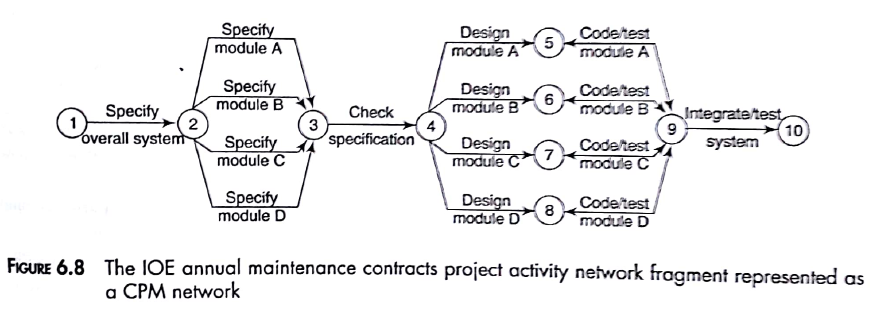 Specify
module A
Specify
module B
Specify
module C
Specify
module D
1
Specify
overall system
2
3
Check
specification
4
Design
module A
5
Code/test
module A
Design
module B
6
Code/test
module B
Design
module C
7
Code/test
module C
Design
module D
8
Code/test
module D
9
Integrate/test
system
10
FIGURE 6.8 The IOE annual maintenance contracts project activity network fragment represented as
a CPM network